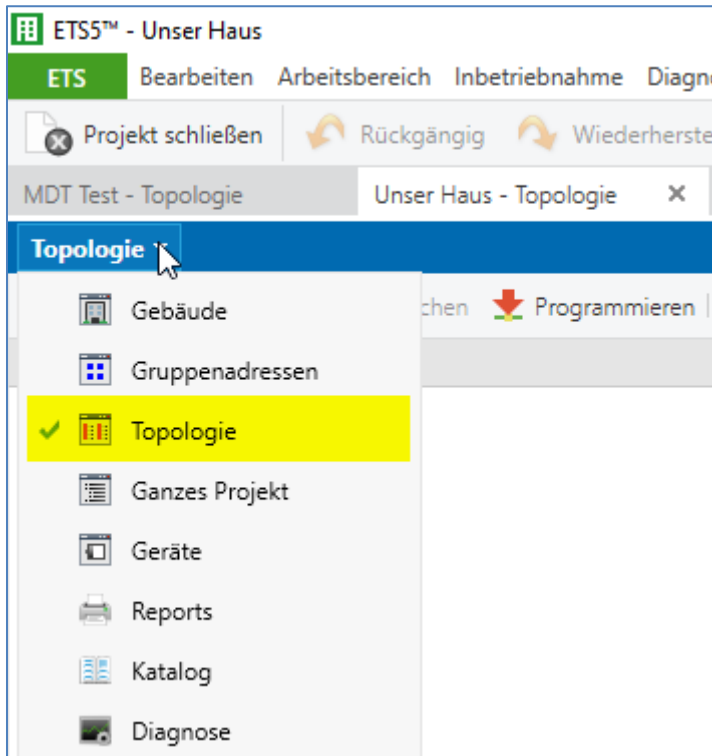 ETS5™ - Unser Haus
ETS Bearbeiten Arbeitsbereich Inbetriebnahme
Projekt schließen Rückgängig
MDT Test - Topologie Unser Haus - Topologie
Topologie
Gebäude Programmieren
Gruppenadressen
Topologie
Ganzes Projekt
Geräte
Reports
Katalog
Diagnose